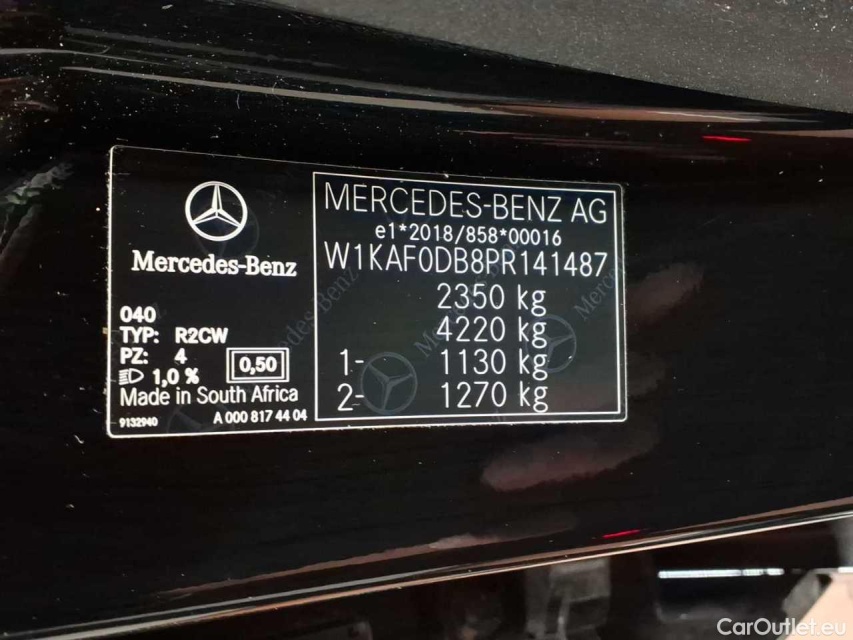 Mercedes-Benz
040
TYP: R2CW
PZ: 4
0,50
1,0 %
Made in South Africa
9132940 A 000 817 44 04
MERCEDES-BENZ AG
e1*2018/858*00016
W1KAF0DB8PR141487
2350 kg
4220 kg
1- 1130 kg
2- 1270 kg
CarOutlet.eu